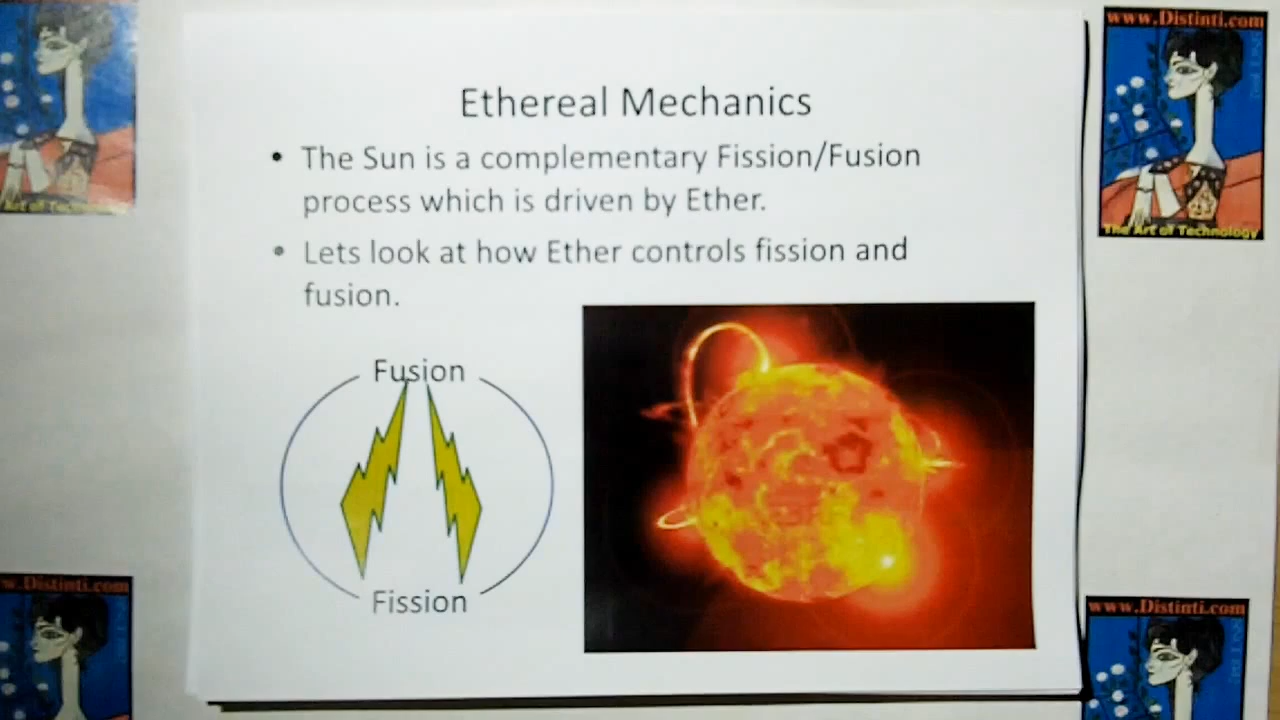 Ethereal Mechanics
• The Sun is a complementary Fission/Fusion
process which is driven by Ether.
• Lets look at how Ether controls fission and
fusion.
Fusion
Fission
www.Distinti.com
The Art of Technology
Art of Technology
w.Distinti.com
www.Distinti.com